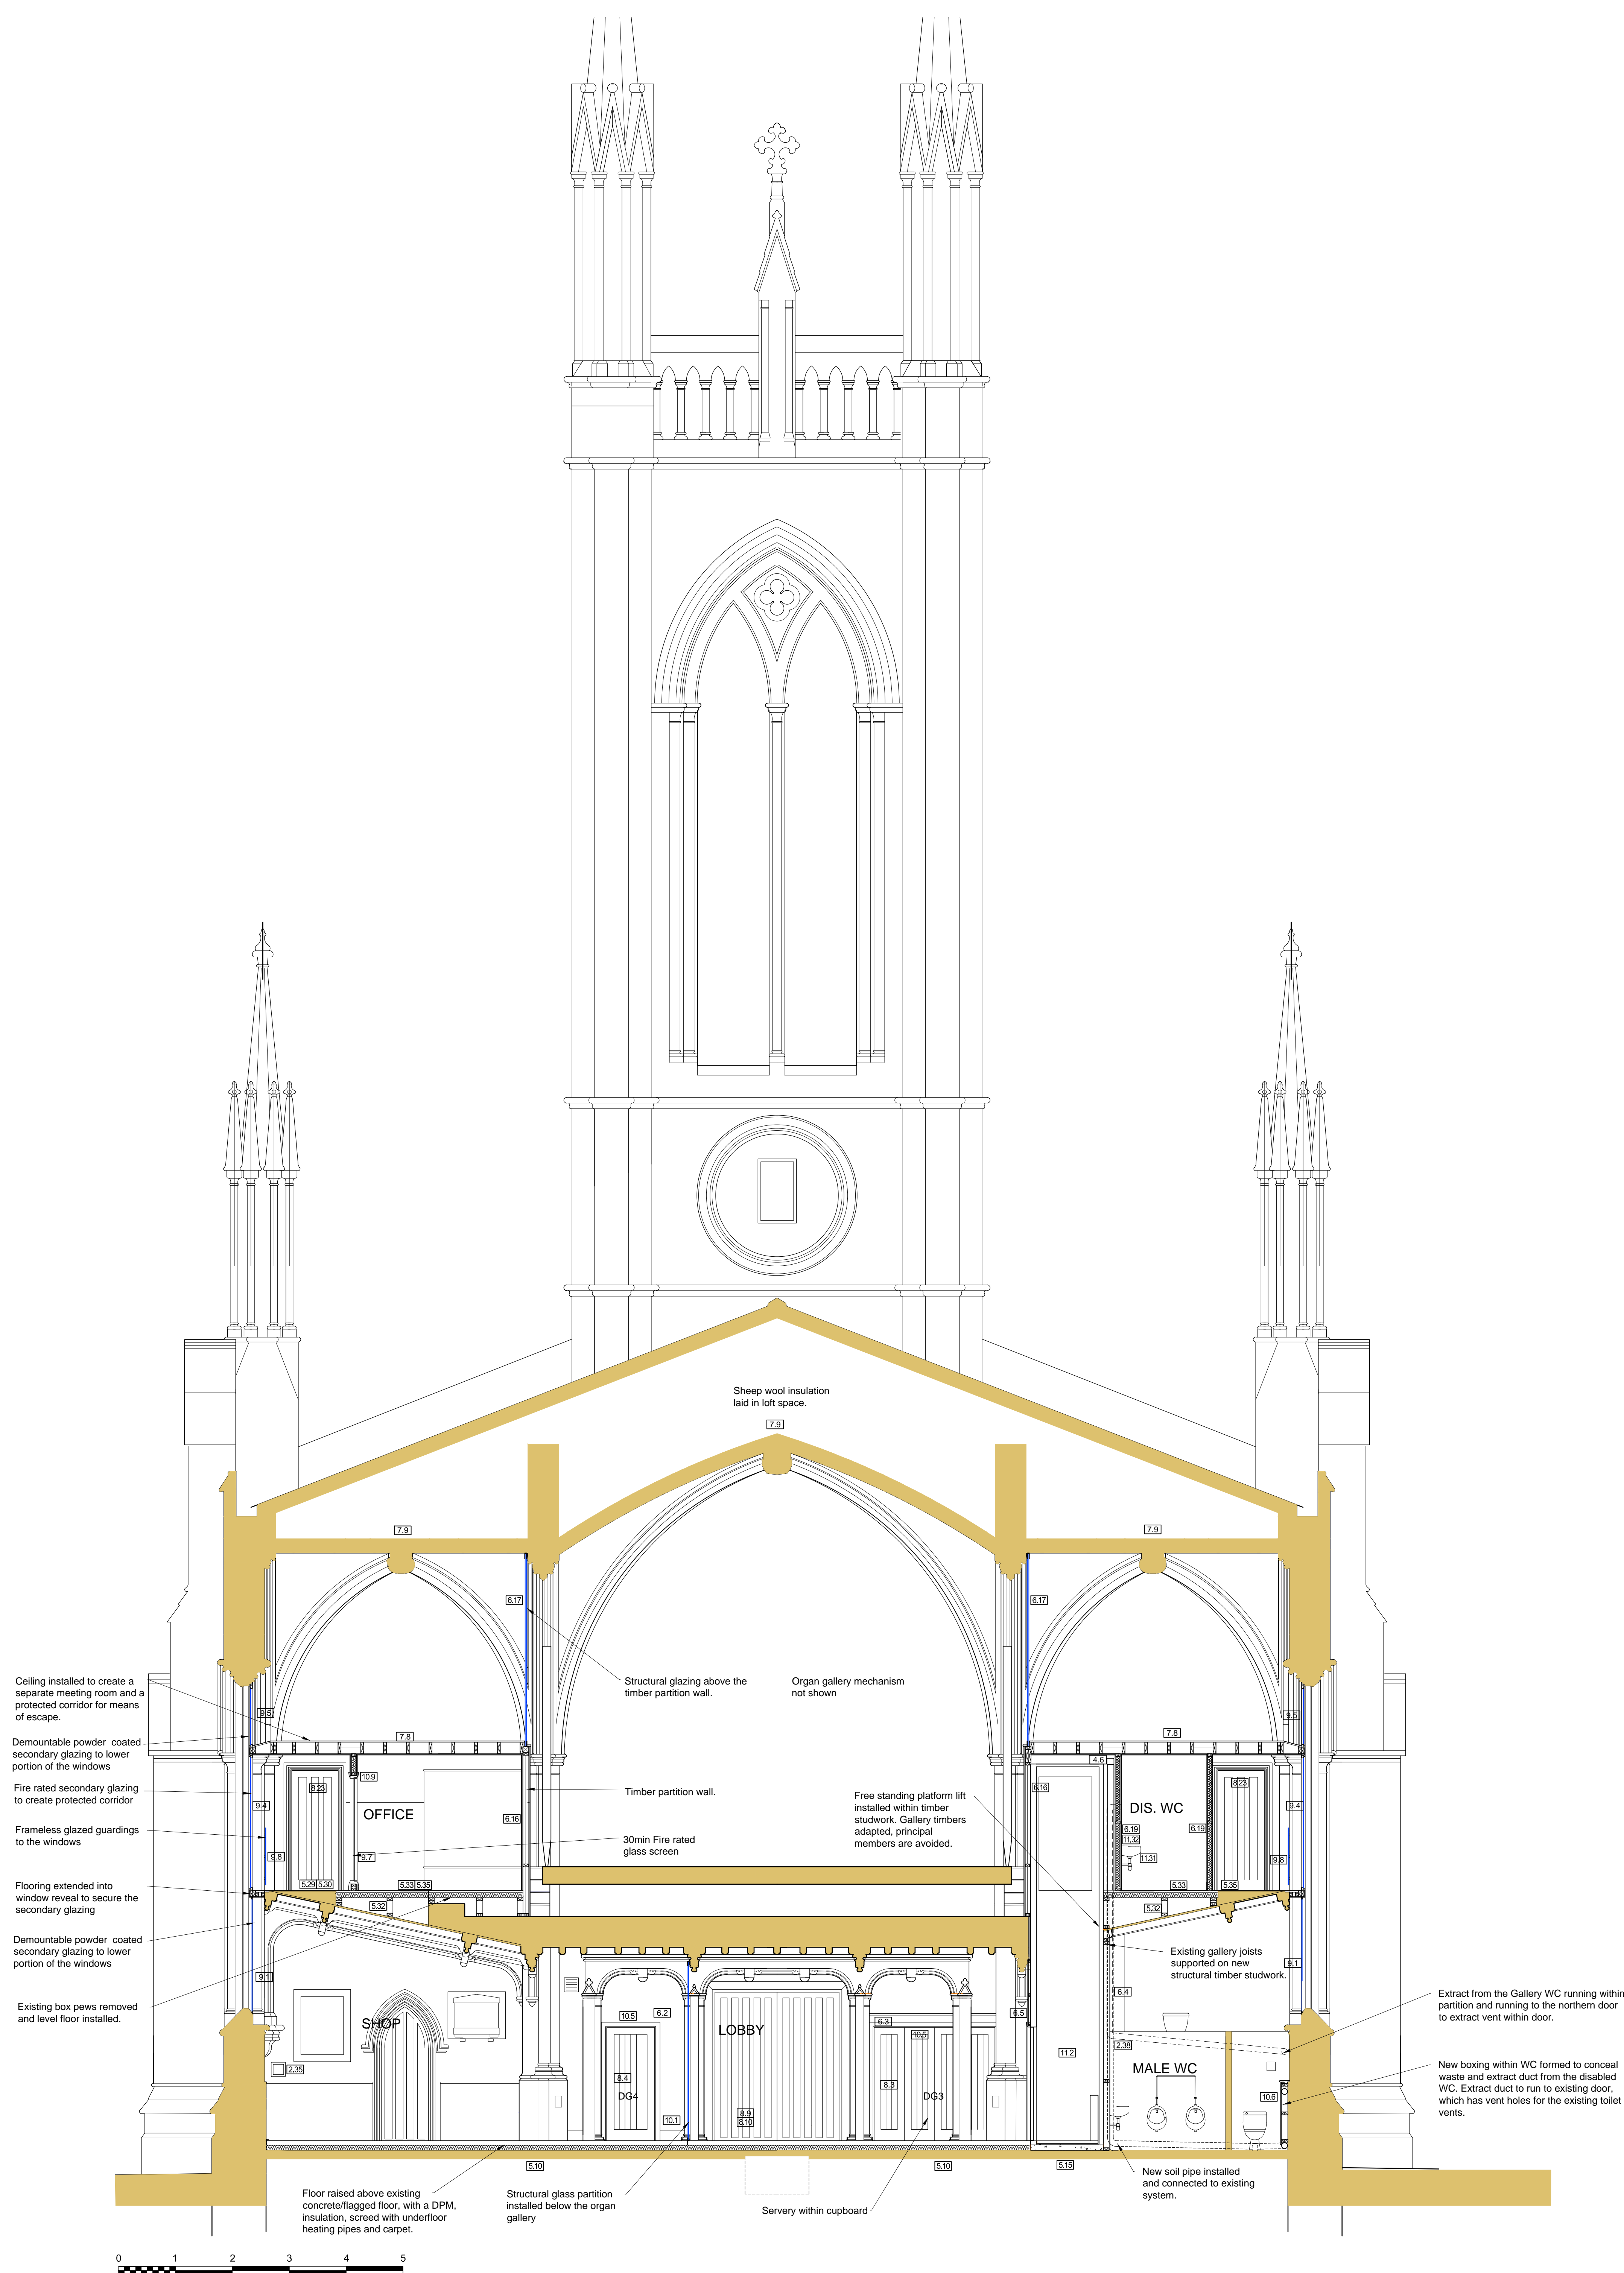 Sheep wool insulation
laid in loft space.
7.9
7.9
7.9
6.17
6.17
Ceiling installed to create a
separate meeting room and a
protected corridor for means
of escape.
Structural glazing above the
timber partition wall.
Organ gallery mechanism
not shown
9.5
9.5
7.8
7.8
Demountable powder coated
secondary glazing to lower
portion of the windows
4.6
10.9
Fire rated secondary glazing
to create protected corridor
8.23
6.16
8.23
Timber partition wall.
Free standing platform lift
installed within timber
studwork. Gallery timbers
adapted, principal
members are avoided.
9.4
OFFICE
6.16
DIS. WC
9.4
Frameless glazed guardings
to the windows
6.19
6.19
11.32
30min Fire rated
glass screen
9.8
9.7
11.31
9.8
Flooring extended into
window reveal to secure the
secondary glazing
5.29
5.30
5.33
5.35
5.33
5.35
5.32
5.32
Demountable powder coated
secondary glazing to lower
portion of the windows
Existing gallery joists
supported on new
structural timber studwork.
9.1
9.1
Existing box pews removed
and level floor installed.
6.4
Extract from the Gallery WC running within
partition and running to the northern door
to extract vent within door.
SHOP
10.5
6.2
LOBBY
6.3
6.5
10.5
2.38
11.2
2.35
MALE WC
New boxing within WC formed to conceal
waste and extract duct from the disabled
WC. Extract duct to run to existing door,
which has vent holes for the existing toilet
vents.
8.4
8.3
DG4
DG3
10.6
10.1
8.9
8.10
5.10
5.10
5.15
New soil pipe installed
and connected to existing
system.
Floor raised above existing
concrete/flagged floor, with a DPM,
insulation, screed with underfloor
heating pipes and carpet.
Structural glass partition
installed below the organ
gallery
Servery within cupboard
0 1 2 3 4 5